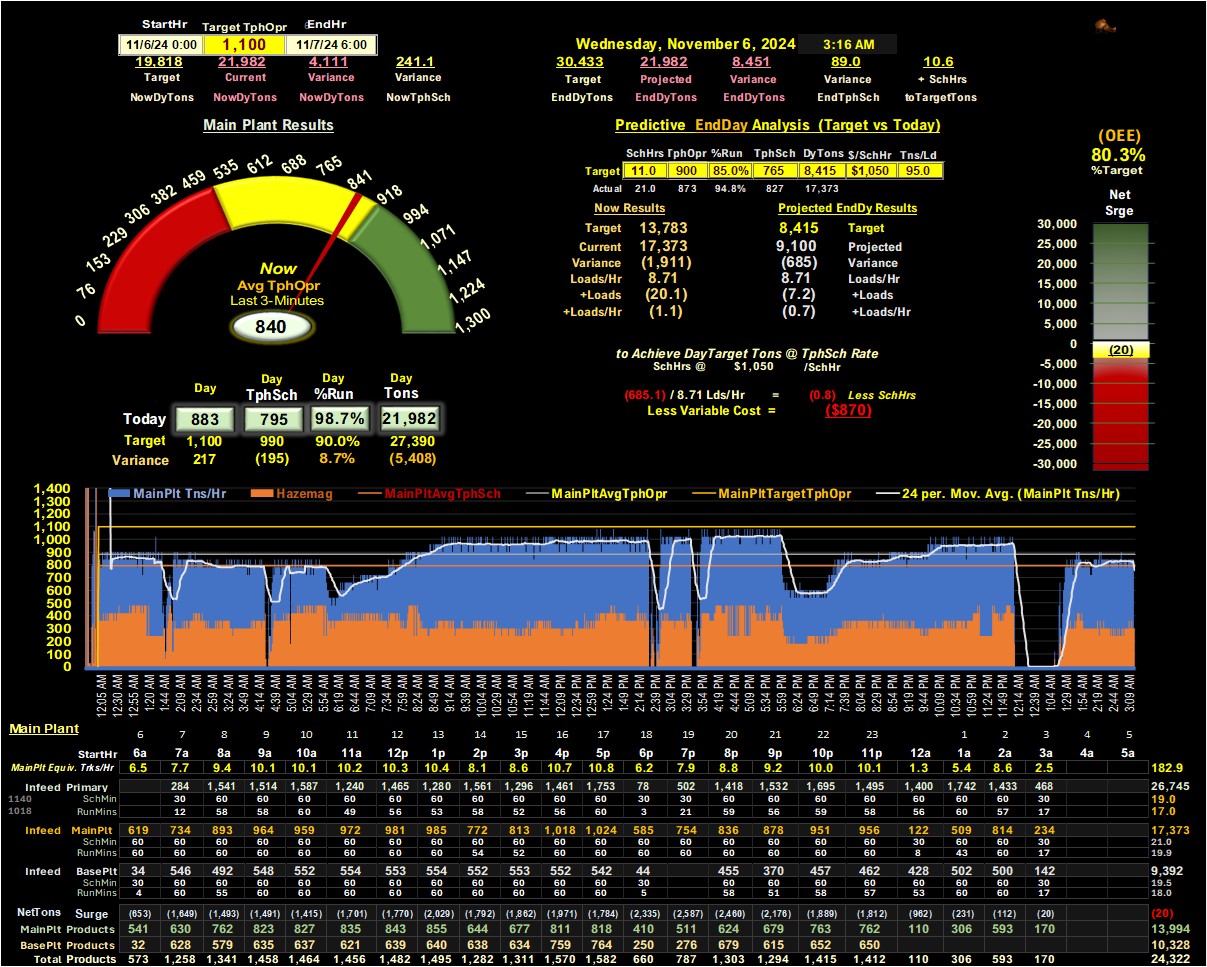 StartHr Target TphOpr EndHr
11/6/24 0:00 1,100 11/7/24 6:00 Wednesday, November 6, 2024 3:16 AM
19,818 21,982 4,111 241.1 30,433 21,982 8,451 89.0 10.6
Target Current Variance Variance Target Projected Variance Variance + SchHrs
NowDyTons NowDyTons NowDyTons NowTphSch EndDyTons EndDyTons EndDyTons EndTphSch toTargetTons
Main Plant Results
0 76 153 229 306 382 459 535 612 688 765 841 918 994 1,071 1,147 1,224 1,300
Now
Avg TphOpr
Last 3-Minutes
840
Predictive EndDay Analysis (Target vs Today)
SchHrs TphOpr %Run TphSch DyTons $/SchHr Tns/Ld
Target 11.0 900 85.0% 765 8,415 $1,050 95.0
Actual 21.0 873 94.8% 827 17,373
Now Results Projected EndDy Results
Target 13,783 8,415 Target
Current 17,373 9,100 Projected
Variance (1,911) (685) Variance
Loads/Hr 8.71 8.71 Loads/Hr
+Loads (20.1) (7.2) +Loads
+Loads/Hr (1.1) (0.7) +Loads/Hr
to Achieve DayTarget Tons @ TphSch Rate
SchHrs @ $1,050 /SchHr
(685.1) / 8.71 Lds/Hr = (0.8) Less SchHrs
Less Variable Cost = ($870)
(OEE)
80.3%
%Target
Net
Srge
30,000
25,000
20,000
15,000
10,000
5,000
0
(20)
-5,000
-10,000
-15,000
-20,000
-25,000
-30,000
Day Day Day Day
TphSch %Run Tons
Today 883 795 98.7% 21,982
Target 1,100 990 90.0% 27,390
Variance 217 (195) 8.7% (5,408)
MainPlt Tns/Hr Hazemag MainPltAvgTphSch MainPltAvgTphOpr MainPltTargetTphOpr 24 per. Mov. Avg. (MainPlt Tns/Hr)
1,400
1,300
1,200
1,100
1,000
900
800
700
600
500
400
300
200
100
0
12:05 AM 12:30 AM 12:55 AM 1:20 AM 1:44 AM 2:09 AM 2:34 AM 2:59 AM 3:24 AM 3:49 AM 4:14 AM 4:39 AM 5:04 AM 5:29 AM 5:54 AM 6:19 AM 6:44 AM 7:09 AM 7:34 AM 7:59 AM 8:24 AM 8:49 AM 9:14 AM 9:39 AM 10:04 AM 10:29 AM 10:54 AM 11:19 AM 11:44 AM 12:09 PM 12:34 PM 12:59 PM 1:24 PM 1:49 PM 2:14 PM 2:39 PM 3:04 PM 3:29 PM 3:54 PM 4:19 PM 4:44 PM 5:09 PM 5:34 PM 5:59 PM 6:24 PM 6:49 PM 7:14 PM 7:39 PM 8:04 PM 8:29 PM 8:54 PM 9:19 PM 9:44 PM 10:09 PM 10:34 PM 10:59 PM 11:24 PM 11:49 PM 12:14 AM 12:39 AM 1:04 AM 1:29 AM 1:54 AM 2:19 AM 2:44 AM 3:09 AM
Main Plant 6 7 8 9 10 11 12 13 14 15 16 17 18 19 20 21 22 23 1 2 3 4 5
StartHr 6a 7a 8a 9a 10a 11a 12p 1p 2p 3p 4p 5p 6p 7p 8p 9p 10p 11p 12a 1a 2a 3a 4a 5a
MainPlt Equiv. Trks/Hr 6.5 7.7 9.4 10.1 10.1 10.2 10.3 10.4 8.1 8.6 10.7 10.8 6.2 7.9 8.8 9.2 10.0 10.1 1.3 5.4 8.6 2.5 182.9
Infeed Primary 284 1,541 1,514 1,587 1,240 1,465 1,280 1,561 1,296 1,461 1,753 78 502 1,418 1,532 1,695 1,495 1,400 1,742 1,433 468 26,745
1140 SchMin 30 60 60 60 60 60 60 60 60 60 60 30 60 60 60 60 60 60 60 60 30 19.0
1018 RunMins 12 58 58 60 49 56 53 58 52 56 60 3 21 59 56 59 58 56 60 57 17 17.0
Infeed MainPlt 619 734 893 964 959 972 981 985 772 813 1,018 1,024 585 754 836 878 951 956 122 509 814 234 17,373
SchMin 60 60 60 60 60 60 60 60 60 60 60 60 60 60 60 60 60 60 30 60 60 30 21.0
RunMins 60 60 60 60 60 60 60 60 54 52 60 60 60 60 60 60 60 60 8 43 60 17 19.9
Infeed BasePlt 34 546 492 548 552 554 553 554 552 553 552 542 44 455 370 457 462 428 502 500 142 9,392
SchMin 30 60 60 60 60 60 60 60 60 60 60 60 30 60 60 60 60 60 60 60 30 19.5
RunMins 4 60 55 60 60 60 60 60 60 60 60 60 5 58 51 58 57 53 60 60 17 18.0
NetTons Surge (653) (1,649) (1,493) (1,491) (1,415) (1,701) (1,770) (2,029) (1,792) (1,862) (1,971) (1,784) (2,335) (2,587) (2,460) (2,176) (1,889) (1,812) (962) (231) (112) (20) (20)
MainPlt Products 541 630 762 823 827 835 843 855 644 677 811 818 410 511 624 679 763 762 110 306 593 170 13,994
BasePlt Products 32 628 579 635 637 621 639 640 638 634 759 764 250 276 679 615 652 650 10,328
Total Products 573 1,258 1,341 1,458 1,464 1,456 1,482 1,495 1,282 1,311 1,570 1,582 660 787 1,303 1,294 1,415 1,412 110 306 593 170 24,322